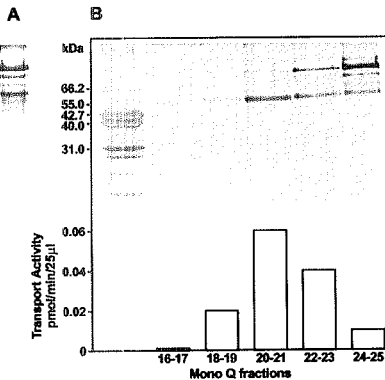 A B
kDa
66.2
55.0
42.7
40.0
31.0
0.06
0.04
0.02
0
Transport Activity
pmol/min/25µl
16-17 18-19 20-21 22-23 24-25
Mono Q fractions